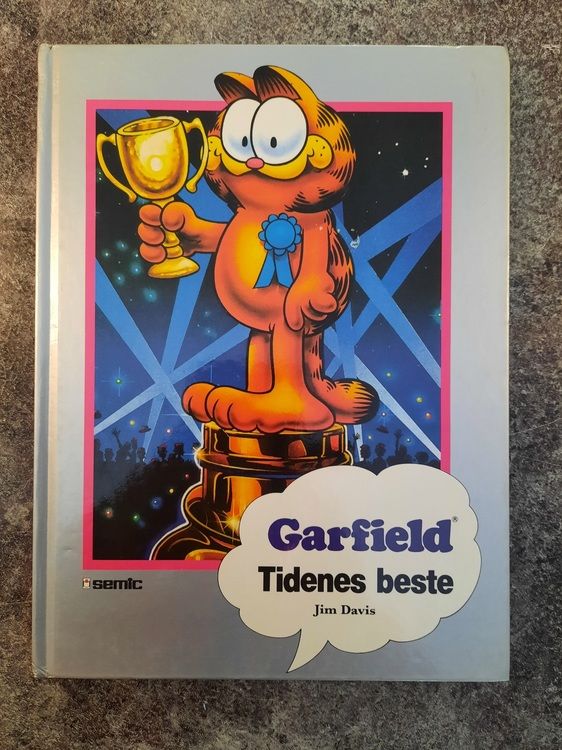 Garfield®
Tidenes beste
Jim Davis
semic